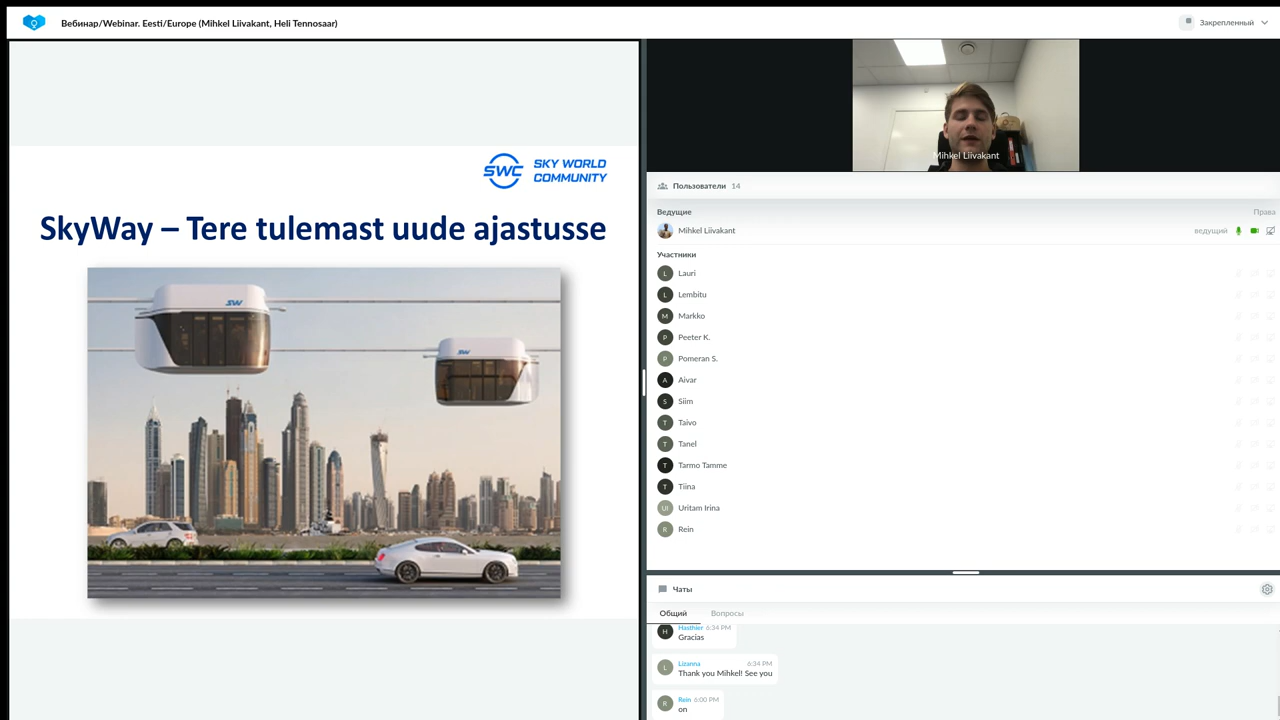 Вебинар/Webinar. Eesti/Europe (Mihkel Liivakant, Heli Tennosaar)
Закрепленный
SWC SKY WORLD
COMMUNITY
SkyWay – Tere tulemast uude ajastusse
SW
SW
Mihkel Liivakant
Пользователи 14
Ведущие Права
Mihkel Liivakant ведущий
Участники
L Lauri
L Lembitu
M Markko
P Peeter K.
P Pomeran S.
A Aivar
S Siim
T Taivo
T Tanel
T Tarmo Tamme
T Tiina
UI Uritam Irina
R Rein
Чаты
Общий Вопросы
H Hasthier 6:34 PM
Gracias
L Lizanna 6:34 PM
Thank you Mihkel! See you
R Rein 6:00 PM
on